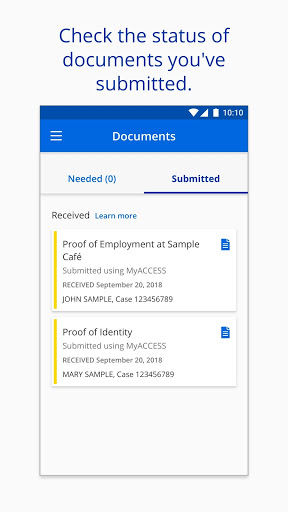 Check the status of
documents you've
submitted.
10:10
Documents
Needed (0)
Submitted
Received Learn more
Proof of Employment at Sample
Café
Submitted using MyACCESS
RECEIVED September 20, 2018
JOHN SAMPLE, Case 123456789
Proof of Identity
Submitted using MyACCESS
RECEIVED September 20, 2018
MARY SAMPLE, Case 123456789